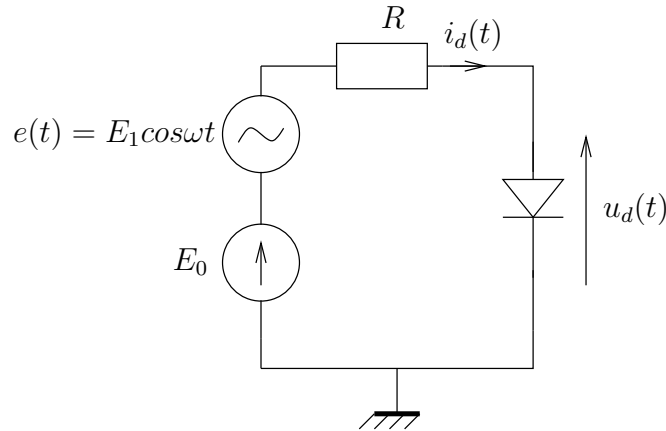 R
i_d(t)
e(t) = E_1cosωt
u_d(t)
E_0